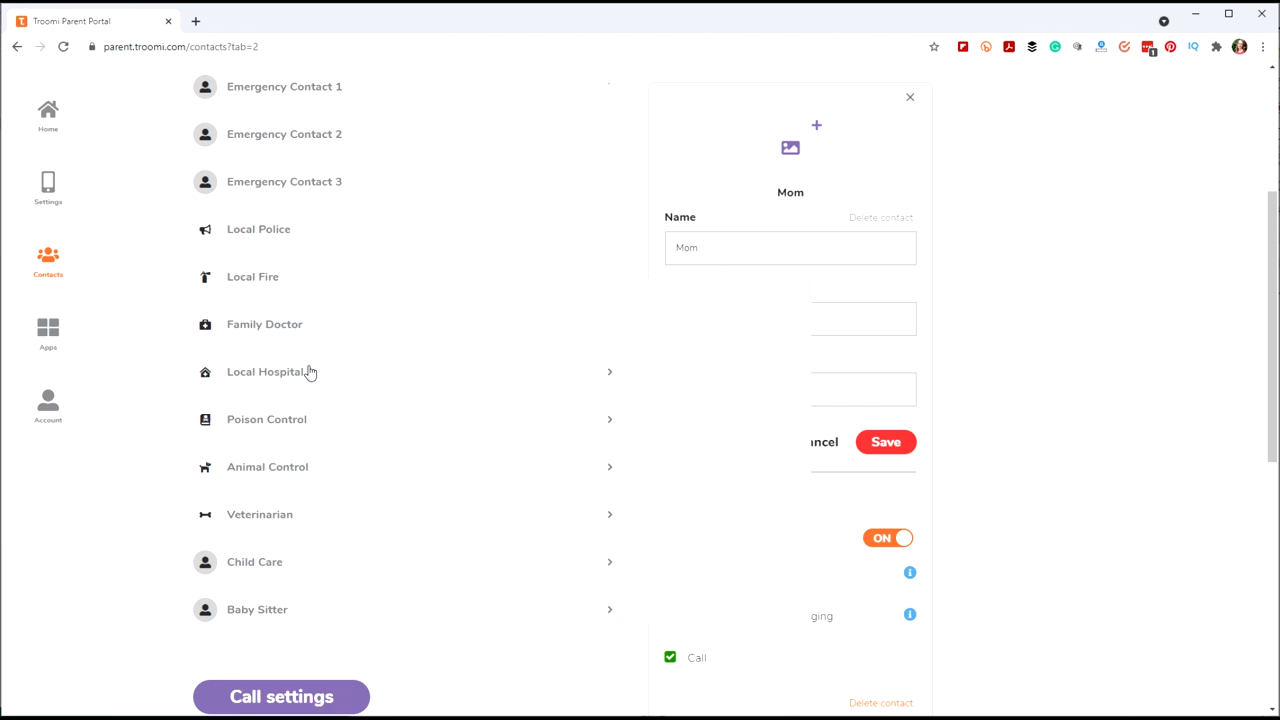 Troomi Parent Portal
parent.troomi.com/contacts?tab=2
1
Home
Settings
Contacts
Apps
Account
Emergency Contact 1
Emergency Contact 2
Emergency Contact 3
Local Police
Local Fire
Family Doctor
Local Hospital
Poison Control
Animal Control
Veterinarian
Child Care
Baby Sitter
Call settings
Mom
Name
Delete contact
Mom
ancel
Save
ON
ging
Call
Delete contact